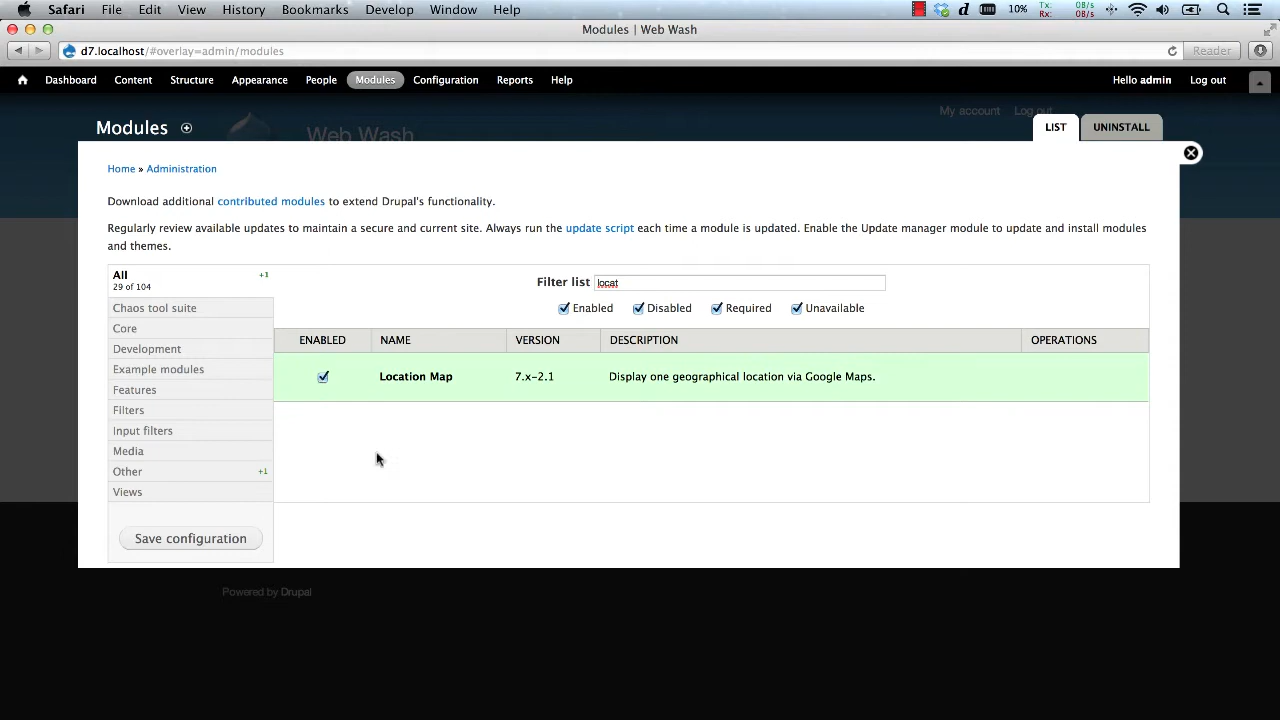 Safari File Edit View History Bookmarks Develop Window Help
10% Tx: 0B/s Rx: 0B/s
Modules | Web Wash
d7.localhost/#overlay=admin/modules
Reader
Dashboard Content Structure Appearance People Modules Configuration Reports Help Hello admin Log out
My account Log out
Web Wash
Modules
LIST UNINSTALL
Home » Administration
Download additional contributed modules to extend Drupal's functionality.
Regularly review available updates to maintain a secure and current site. Always run the update script each time a module is updated. Enable the Update manager module to update and install modules
and themes.
All +1
29 of 104
Chaos tool suite
Core
Development
Example modules
Features
Filters
Input filters
Media
Other +1
Views
Save configuration
Filter list locat
Enabled Disabled Required Unavailable
ENABLED NAME VERSION DESCRIPTION OPERATIONS
Location Map 7.x-2.1 Display one geographical location via Google Maps.
Powered by Drupal